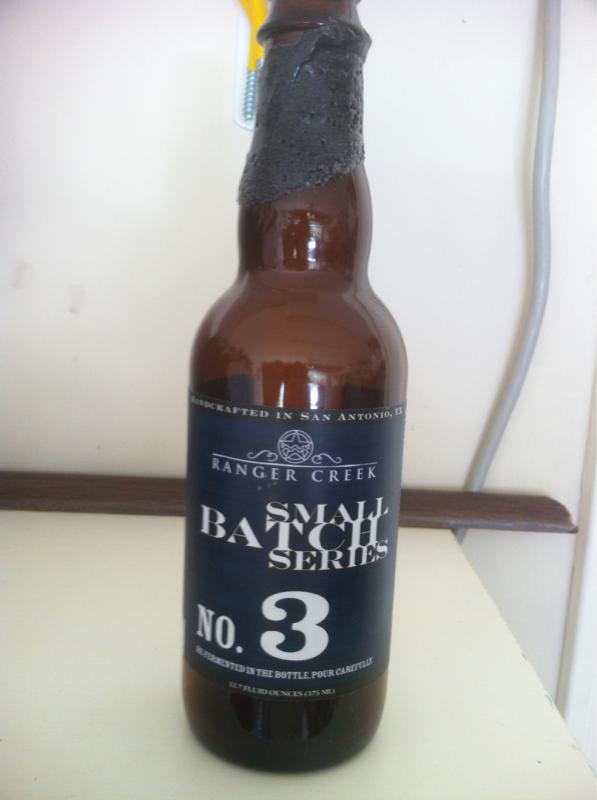 HANDCRAFTED IN SAN ANTONIO, TX
RANGER CREEK
SMALL
BATCH
SERIES
NO. 3
RE-FERMENTED IN THE BOTTLE, POUR CAREFULLY.
12.7 FLUID OUNCES (375 ML)